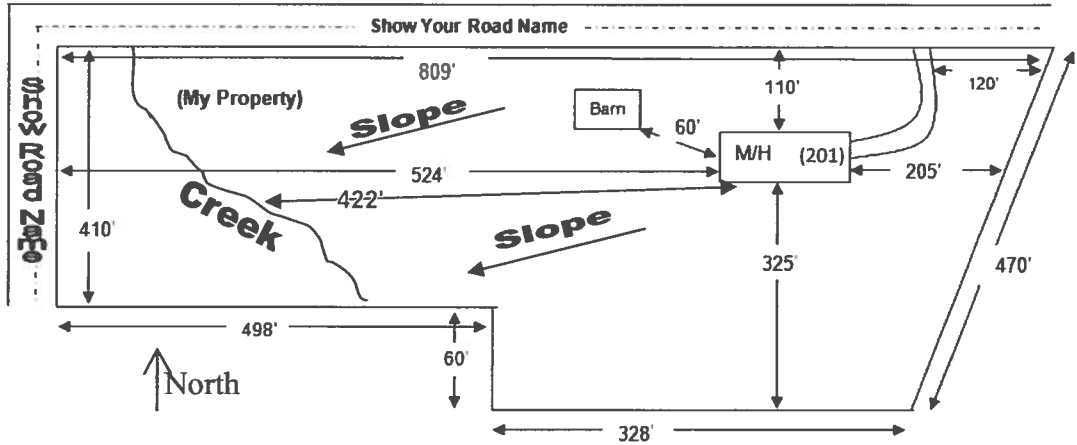 Show Your Road Name
809'
110'
120'
(My Property)
Slope
Barn
60'
M/H (201)
Show Road Name
524'
205'
422'
Creek
Slope
410'
325'
470'
498'
60'
North
328'